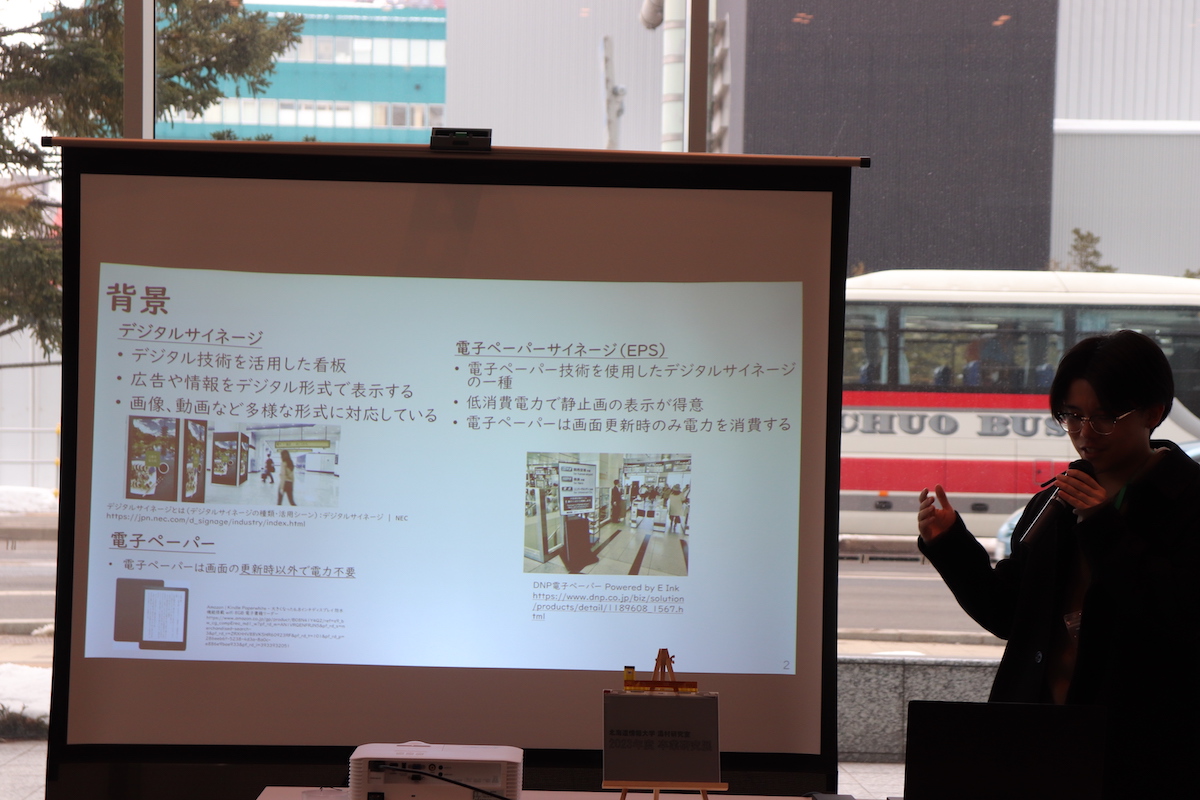 背景
デジタルサイネージ
• デジタル技術を活用した看板
• 広告や情報をデジタル形式で表示する
• 画像、動画など多様な形式に対応している
デジタルサイネージとは(デジタルサイネージの種類・活用シーン):デジタルサイネージ | NEC
https://jpn.nec.com/d_signage/industry/index.html
電子ペーパー
• 電子ペーパーは画面の更新時以外で電力不要
電子ペーパーサイネージ(EPS)
• 電子ペーパー技術を使用したデジタルサイネージ
の一種
• 低消費電力で静止画の表示が得意
• 電子ペーパーは画面更新時のみ電力を消費する
DNP電子ペーパー Powered by E Ink
https://www.dnp.co.jp/biz/solution
/products/detail/1189608_1567.h
tml
2
CHUO BUS